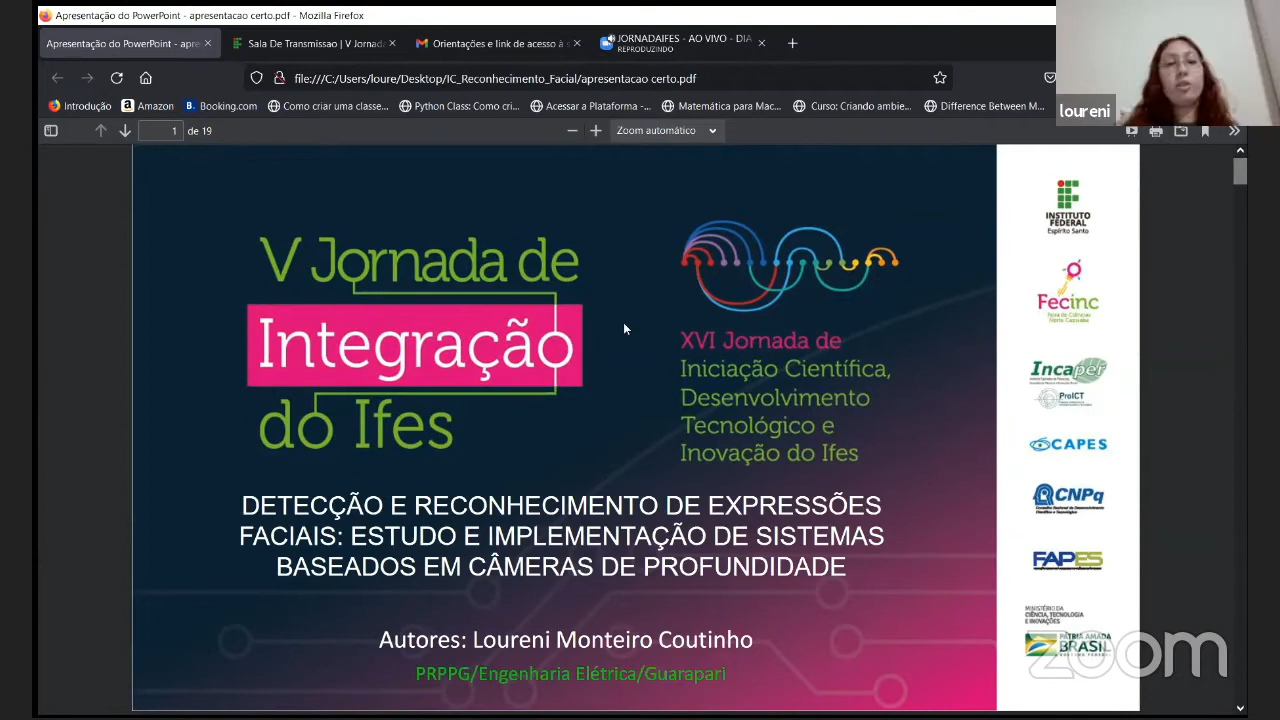 Apresentação do PowerPoint - apresentacao certo.pdf - Mozilla Firefox
Apresentação do PowerPoint - apre
Sala De Transmissao | V Jornada
Orientações e link de acesso à s
JORNADAIFES - AO VIVO - DIA
REPRODUZINDO
file:///C:/Users/loure/Desktop/IC_Reconhecimento_Facial/apresentacao certo.pdf
Introdução
Amazon
Booking.com
Como criar uma classe...
Python Class: Como cri...
Acessar a Plataforma -...
Matemática para Mac...
Curso: Criando ambie...
Difference Between M...
loureni
1 de 19
Zoom automático
V Jornada de
Integração
do Ifes
XVI Jornada de
Iniciação Científica,
Desenvolvimento
Tecnológico e
Inovação do Ifes
DETECÇÃO E RECONHECIMENTO DE EXPRESSÕES
FACIAIS: ESTUDO E IMPLEMENTAÇÃO DE SISTEMAS
BASEADOS EM CÂMERAS DE PROFUNDIDADE
Autores: Loureni Monteiro Coutinho
PRPPG/Engenharia Elétrica/Guarapari
INSTITUTO
FEDERAL
Espírito Santo
Fecinc
Incaper
ProICT
CAPES
CNPq
FAPES
MINISTÉRIO DA
CIÊNCIA, TECNOLOGIA
E INOVAÇÕES
PÁTRIA AMADA
BRASIL
zoom